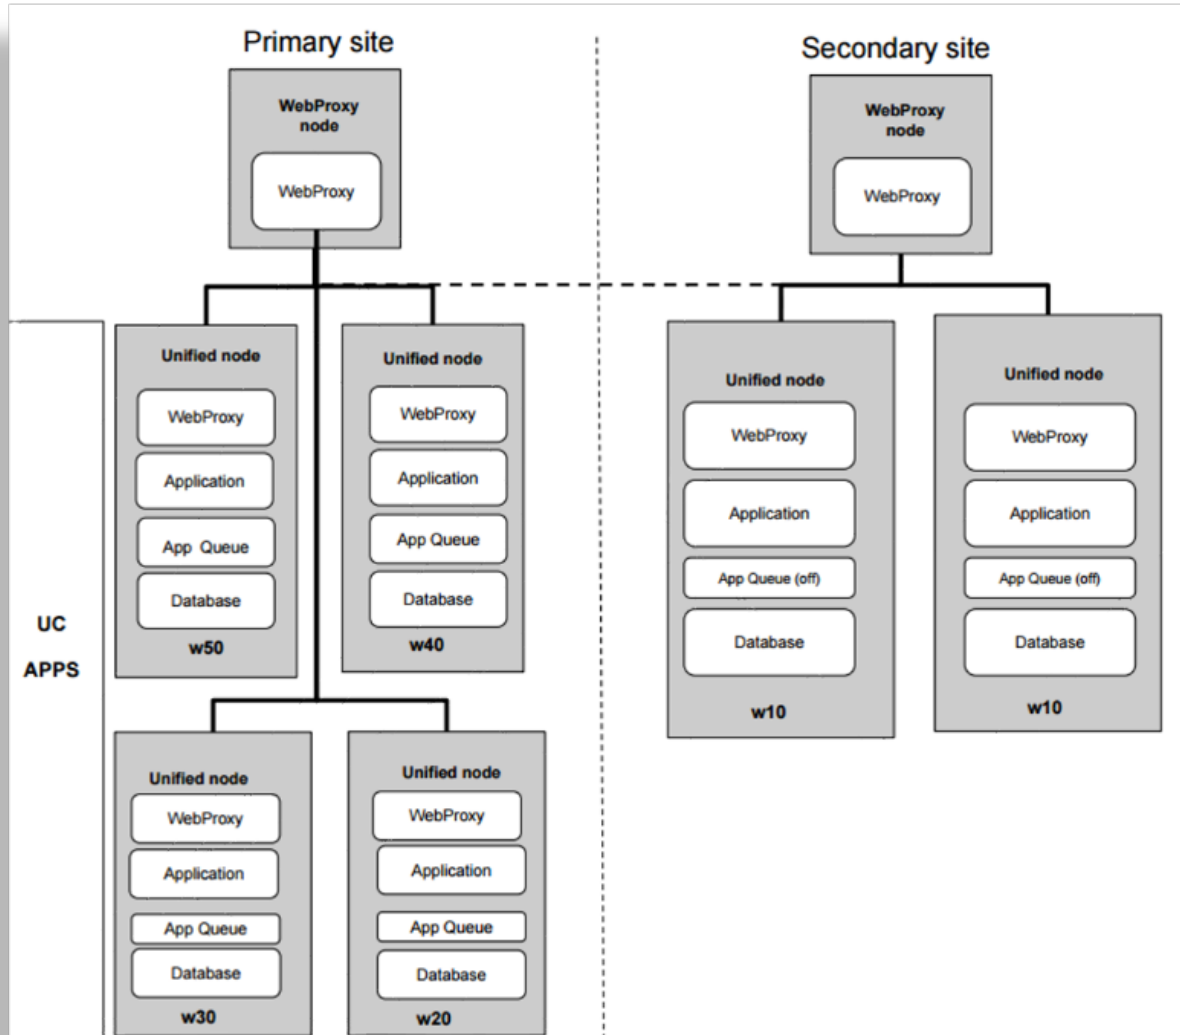 Primary site
WebProxy
node
WebProxy
Secondary site
WebProxy
node
WebProxy
UC
APPS
Unified node
WebProxy
Application
App Queue
Database
w50
Unified node
WebProxy
Application
App Queue
Database
w40
Unified node
WebProxy
Application
App Queue
Database
w30
Unified node
WebProxy
Application
App Queue
Database
w20
Unified node
WebProxy
Application
App Queue (off)
Database
w10
Unified node
WebProxy
Application
App Queue (off)
Database
w10